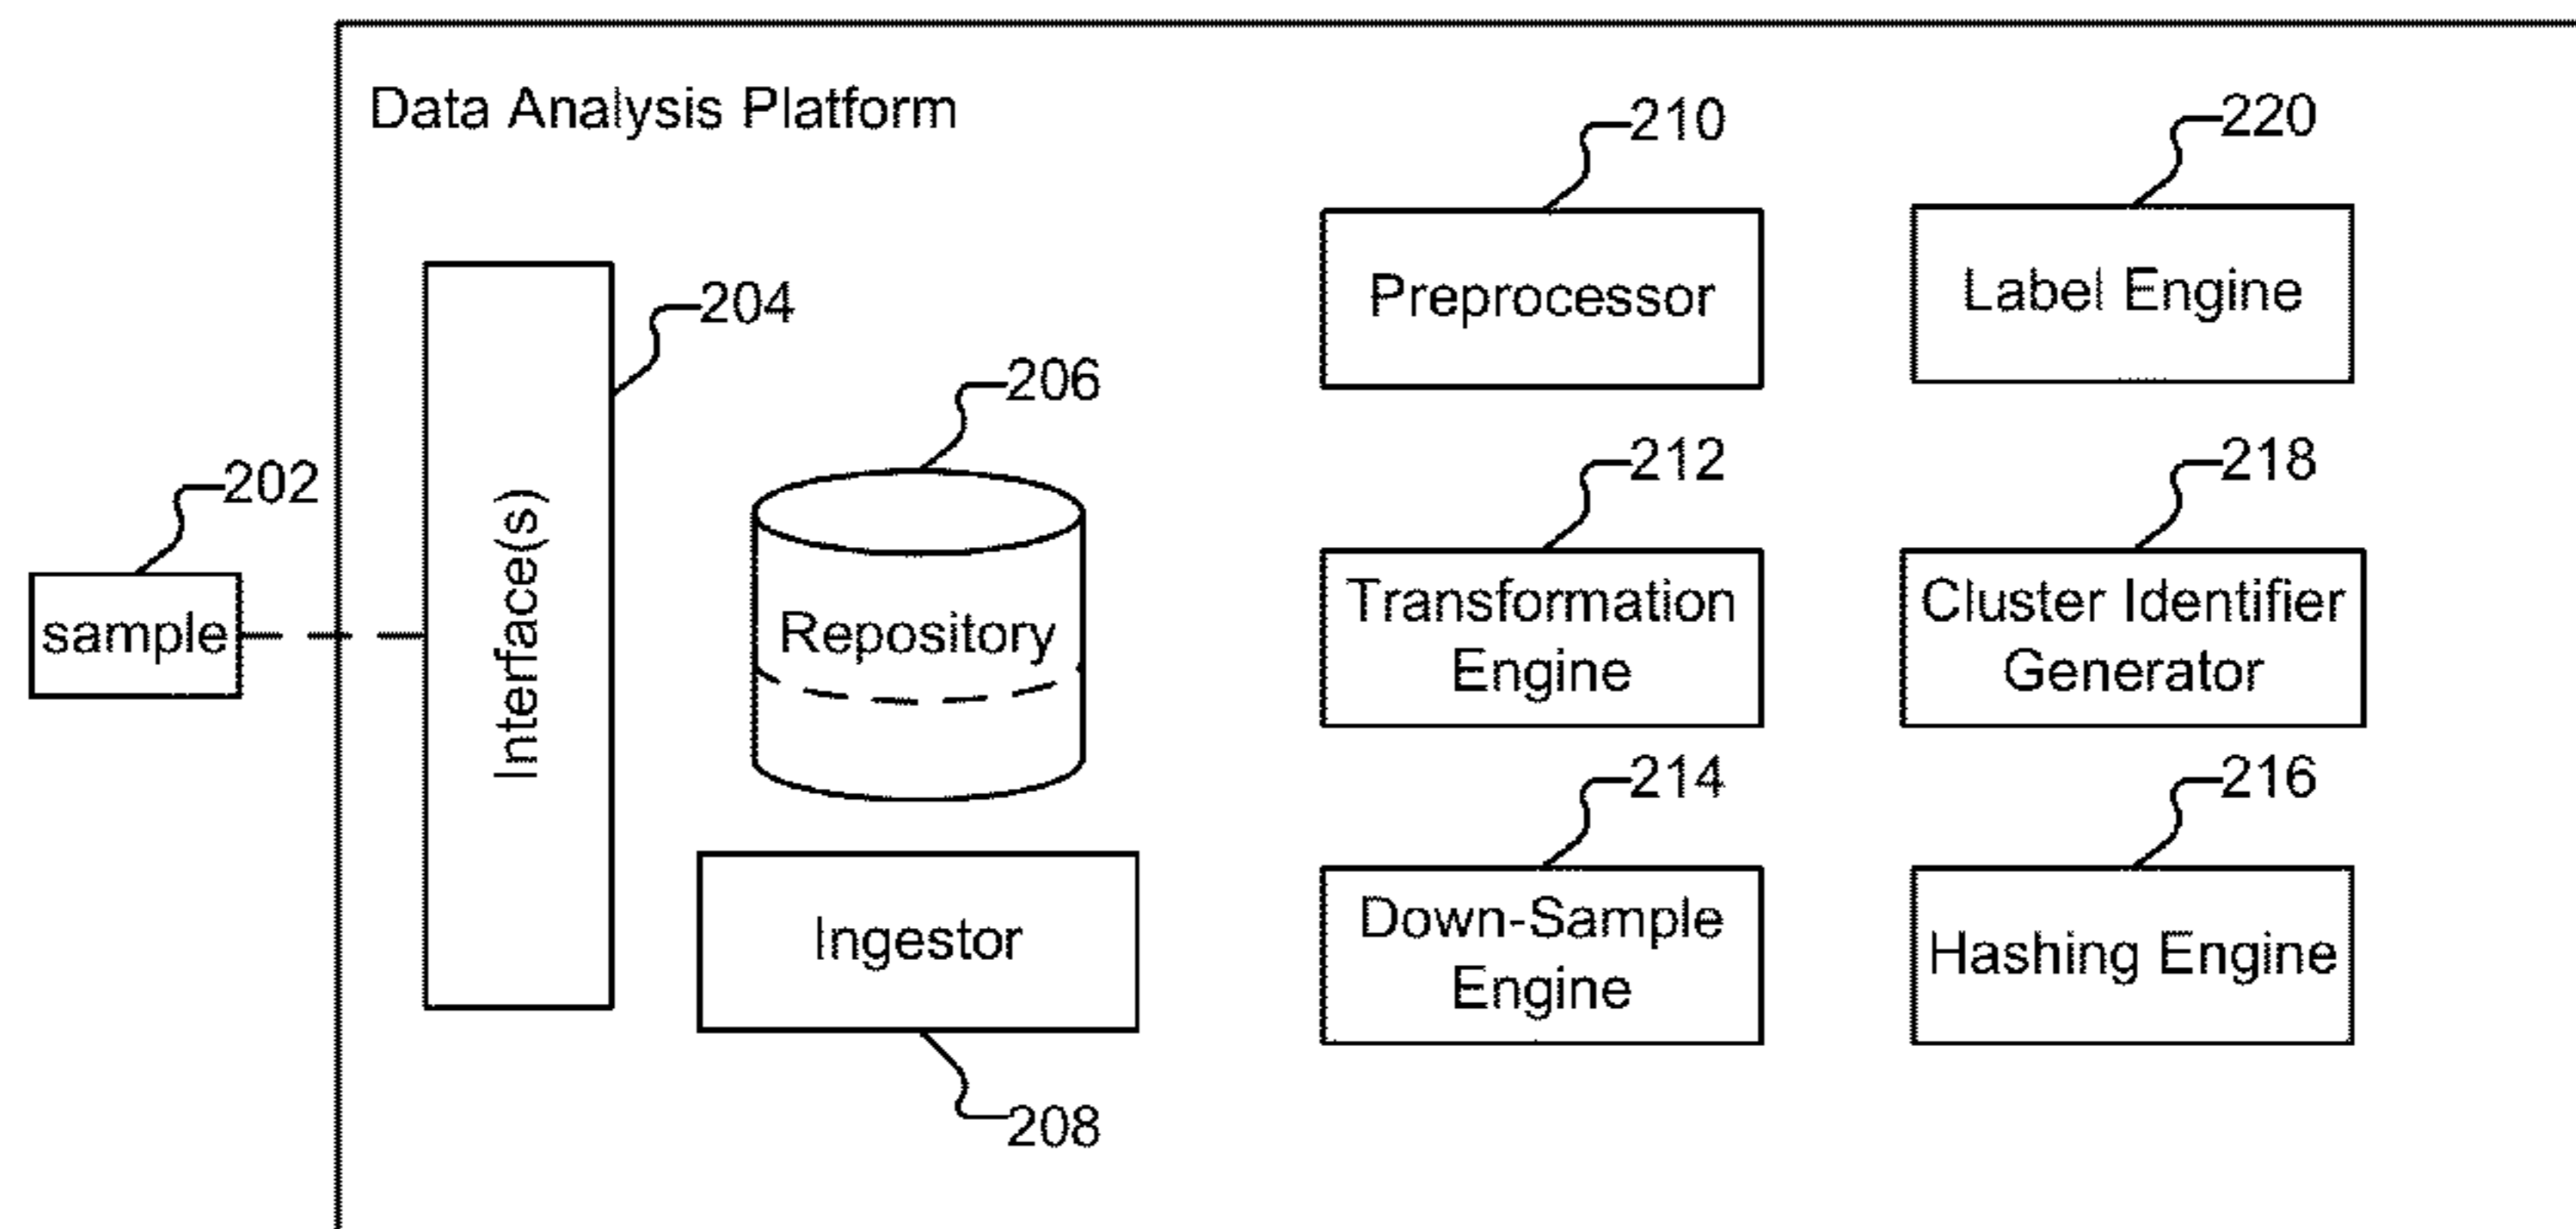 Data Analysis Platform
210
220
Preprocessor
Label Engine
204
Interface(s)
206
Repository
202
sample
212
218
Transformation
Engine
Cluster Identifier
Generator
214
216
Down-Sample
Engine
Hashing Engine
Ingestor
208